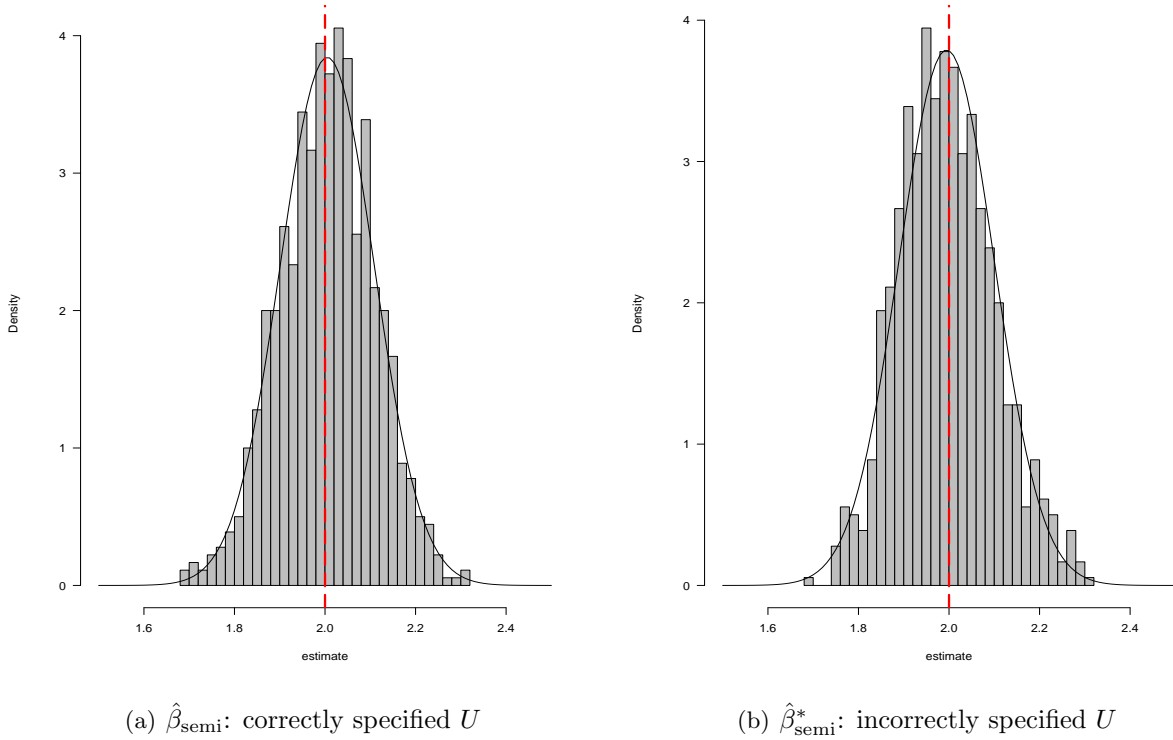 4
3
2
1
0
Density
1.6 1.8 2.0 2.2 2.4
estimate
4
3
2
1
0
Density
1.6 1.8 2.0 2.2 2.4
estimate
(a) β̂semi: correctly specified U
(b) β̂*semi: incorrectly specified U